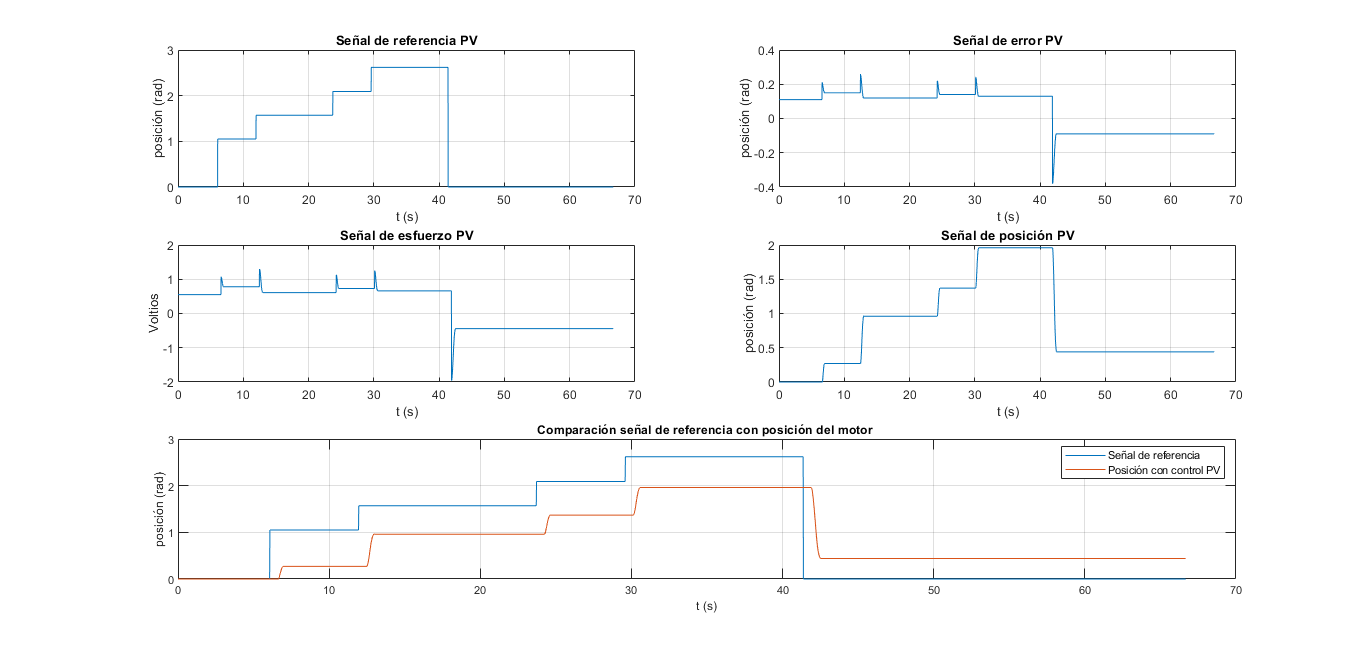 Señal de referencia PV
3
2
1
0
posición (rad)
0 10 20 30 40 50 60 70
t (s)
Señal de error PV
0.4
0.2
0
-0.2
-0.4
posición (rad)
0 10 20 30 40 50 60 70
t (s)
Señal de esfuerzo PV
2
1
0
-1
-2
Voltios
0 10 20 30 40 50 60 70
t (s)
Señal de posición PV
2
1.5
1
0.5
0
posición (rad)
0 10 20 30 40 50 60 70
t (s)
Comparación señal de referencia con posición del motor
3
2
1
0
posición (rad)
Señal de referencia
Posición con control PV
0 10 20 30 40 50 60 70
t (s)